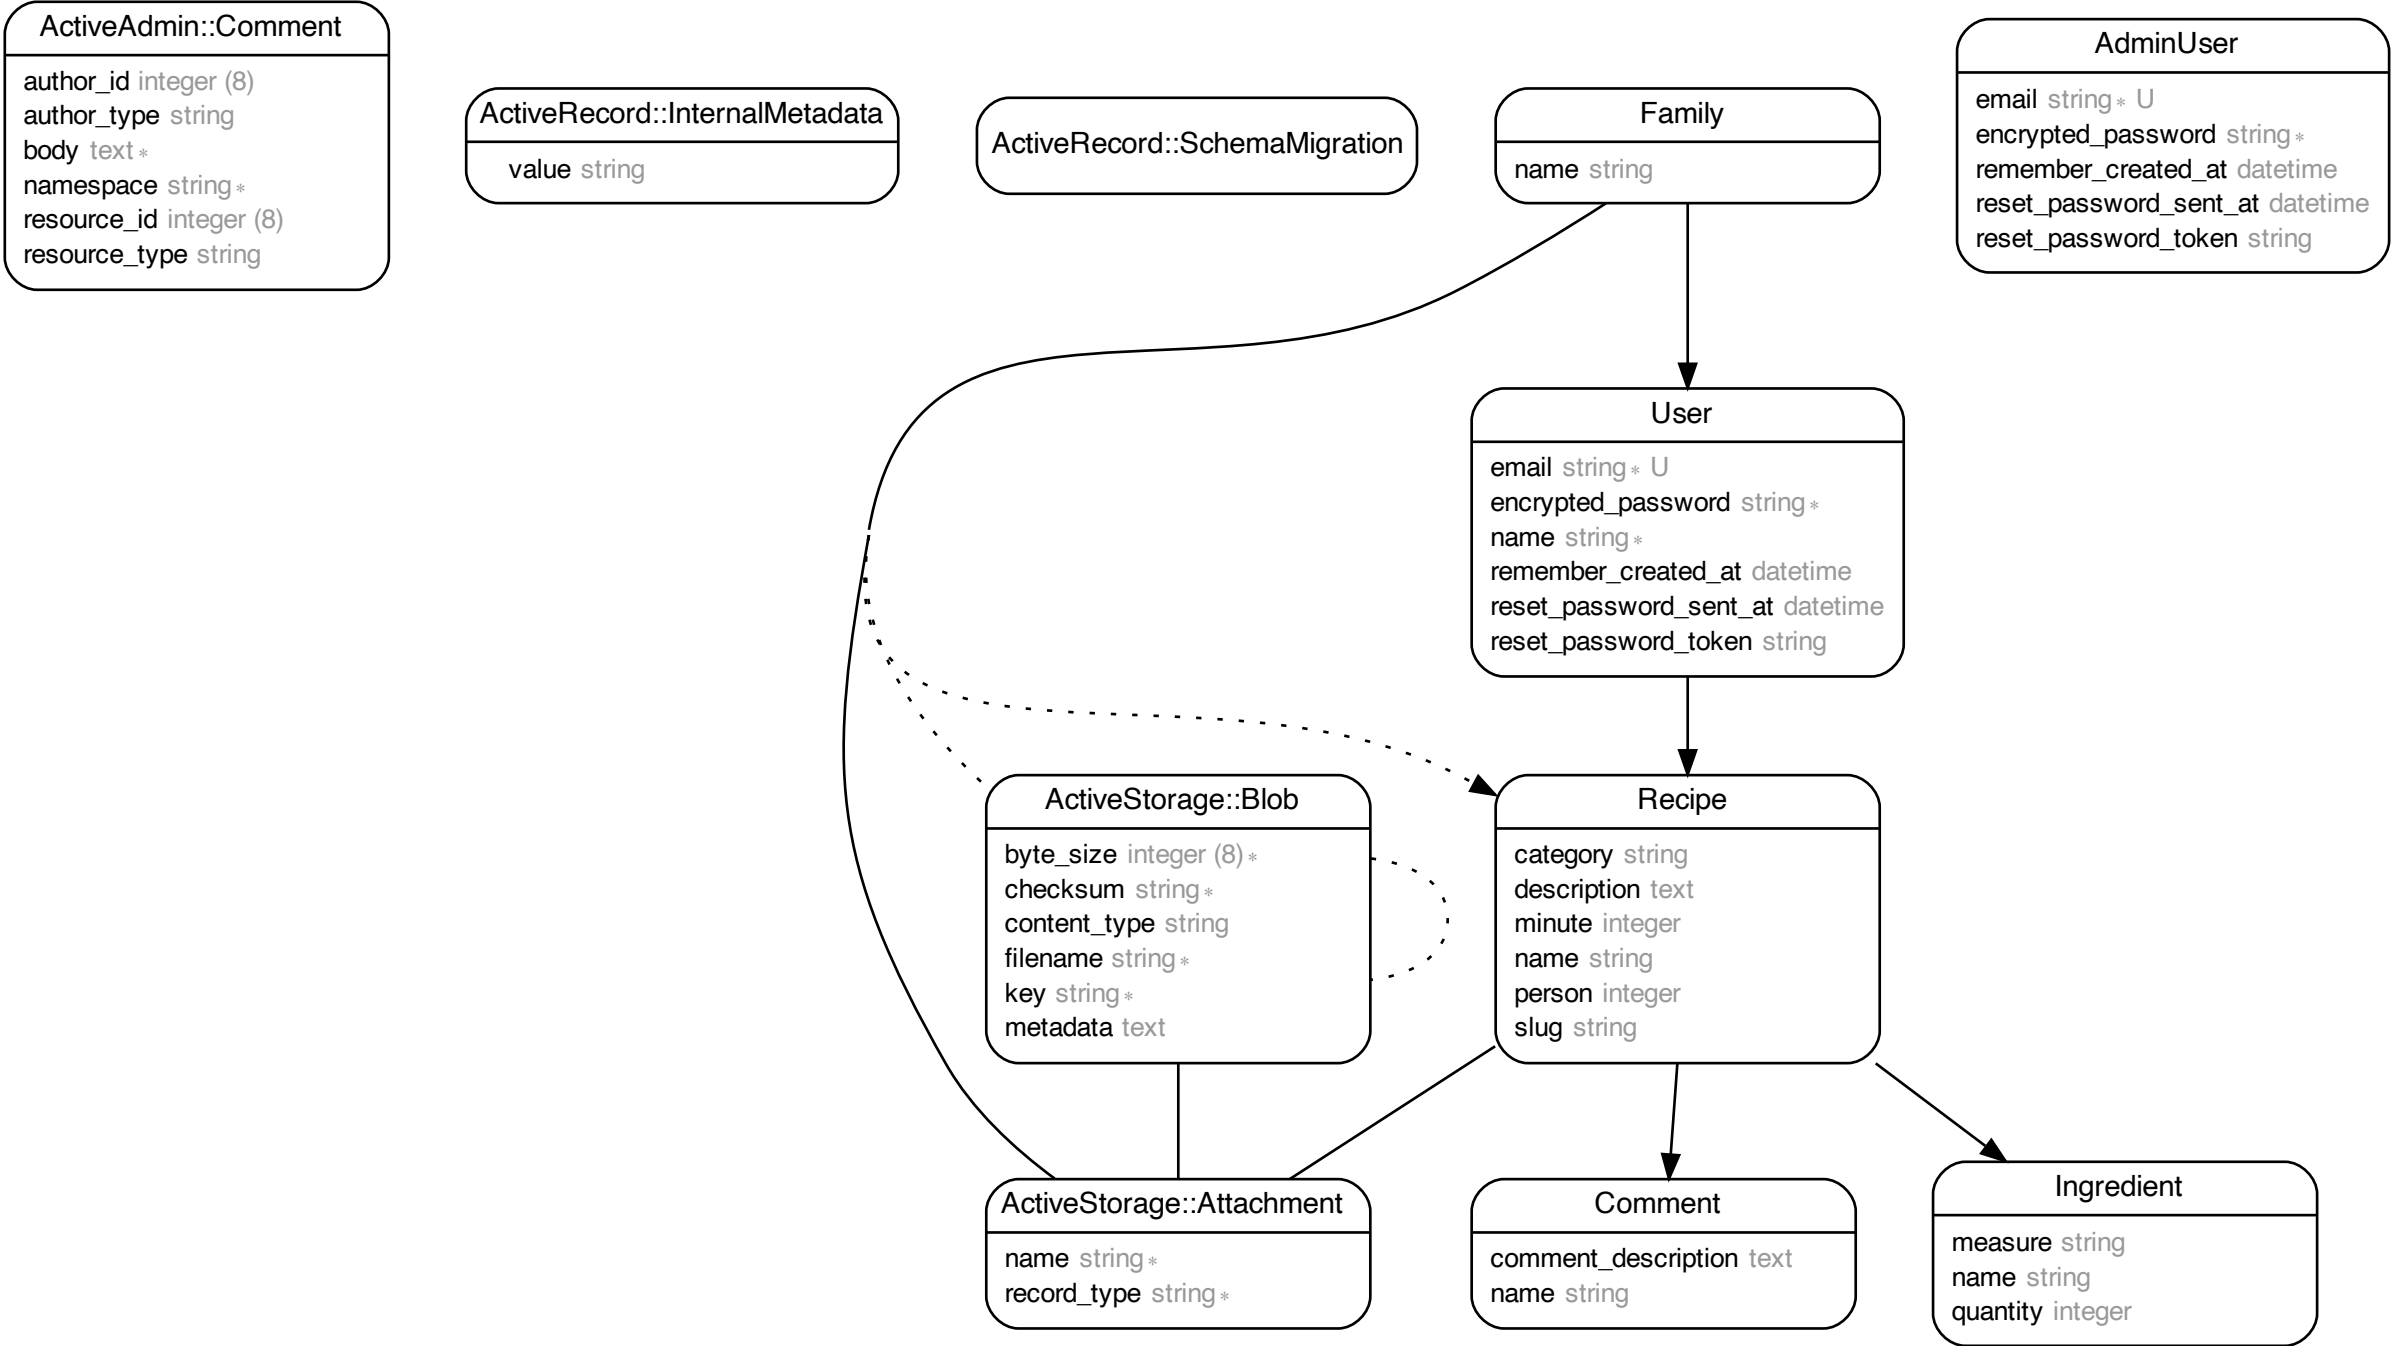 ActiveAdmin::Comment
author_id integer (8)
author_type string
body text *
namespace string *
resource_id integer (8)
resource_type string
ActiveRecord::InternalMetadata
value string
ActiveRecord::SchemaMigration
Family
name string
AdminUser
email string * U
encrypted_password string *
remember_created_at datetime
reset_password_sent_at datetime
reset_password_token string
User
email string * U
encrypted_password string *
name string *
remember_created_at datetime
reset_password_sent_at datetime
reset_password_token string
ActiveStorage::Blob
byte_size integer (8) *
checksum string *
content_type string
filename string *
key string *
metadata text
Recipe
category string
description text
minute integer
name string
person integer
slug string
ActiveStorage::Attachment
name string *
record_type string *
Comment
comment_description text
name string
Ingredient
measure string
name string
quantity integer